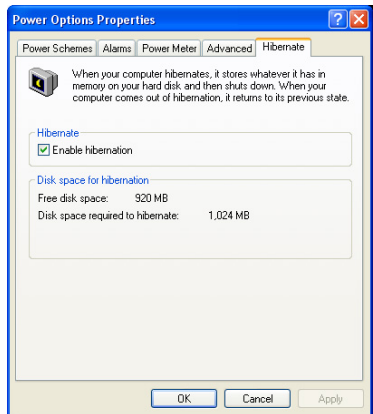 Power Options Properties
Power Schemes Alarms Power Meter Advanced Hibernate
When your computer hibernates, it stores whatever it has in
memory on your hard disk and then shuts down. When your
computer comes out of hibernation, it returns to its previous state.
Hibernate
Enable hibernation
Disk space for hibernation
Free disk space: 920 MB
Disk space required to hibernate: 1,024 MB
OK Cancel Apply